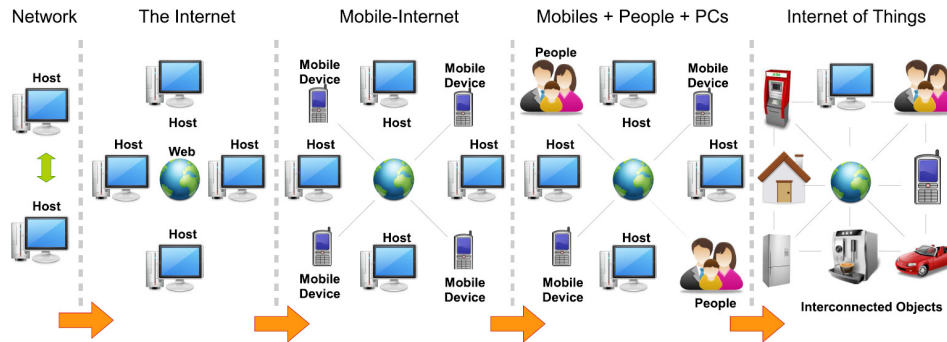 Network
The Internet
Mobile-Internet
Mobiles + People + PCs
Internet of Things
Host
Host
Host
Host
Web
Host
Host
Mobile
Device
Mobile
Device
Host
Host
Host
Mobile
Device
Host
Mobile
Device
People
Mobile
Device
Host
Host
Host
Mobile
Device
Host
People
Interconnected Objects